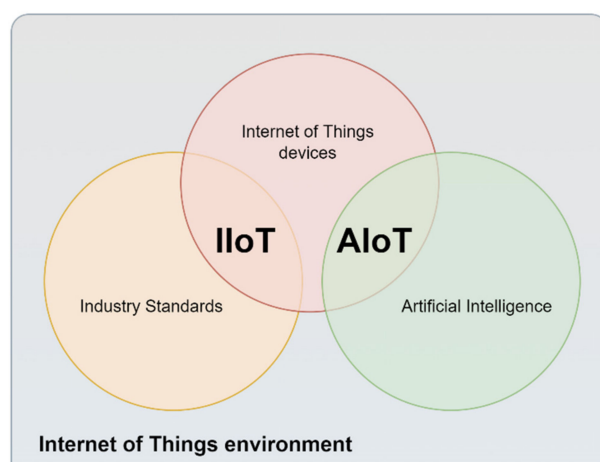 Internet of Things
devices
IIoT
AIoT
Industry Standards
Artificial Intelligence
Internet of Things environment